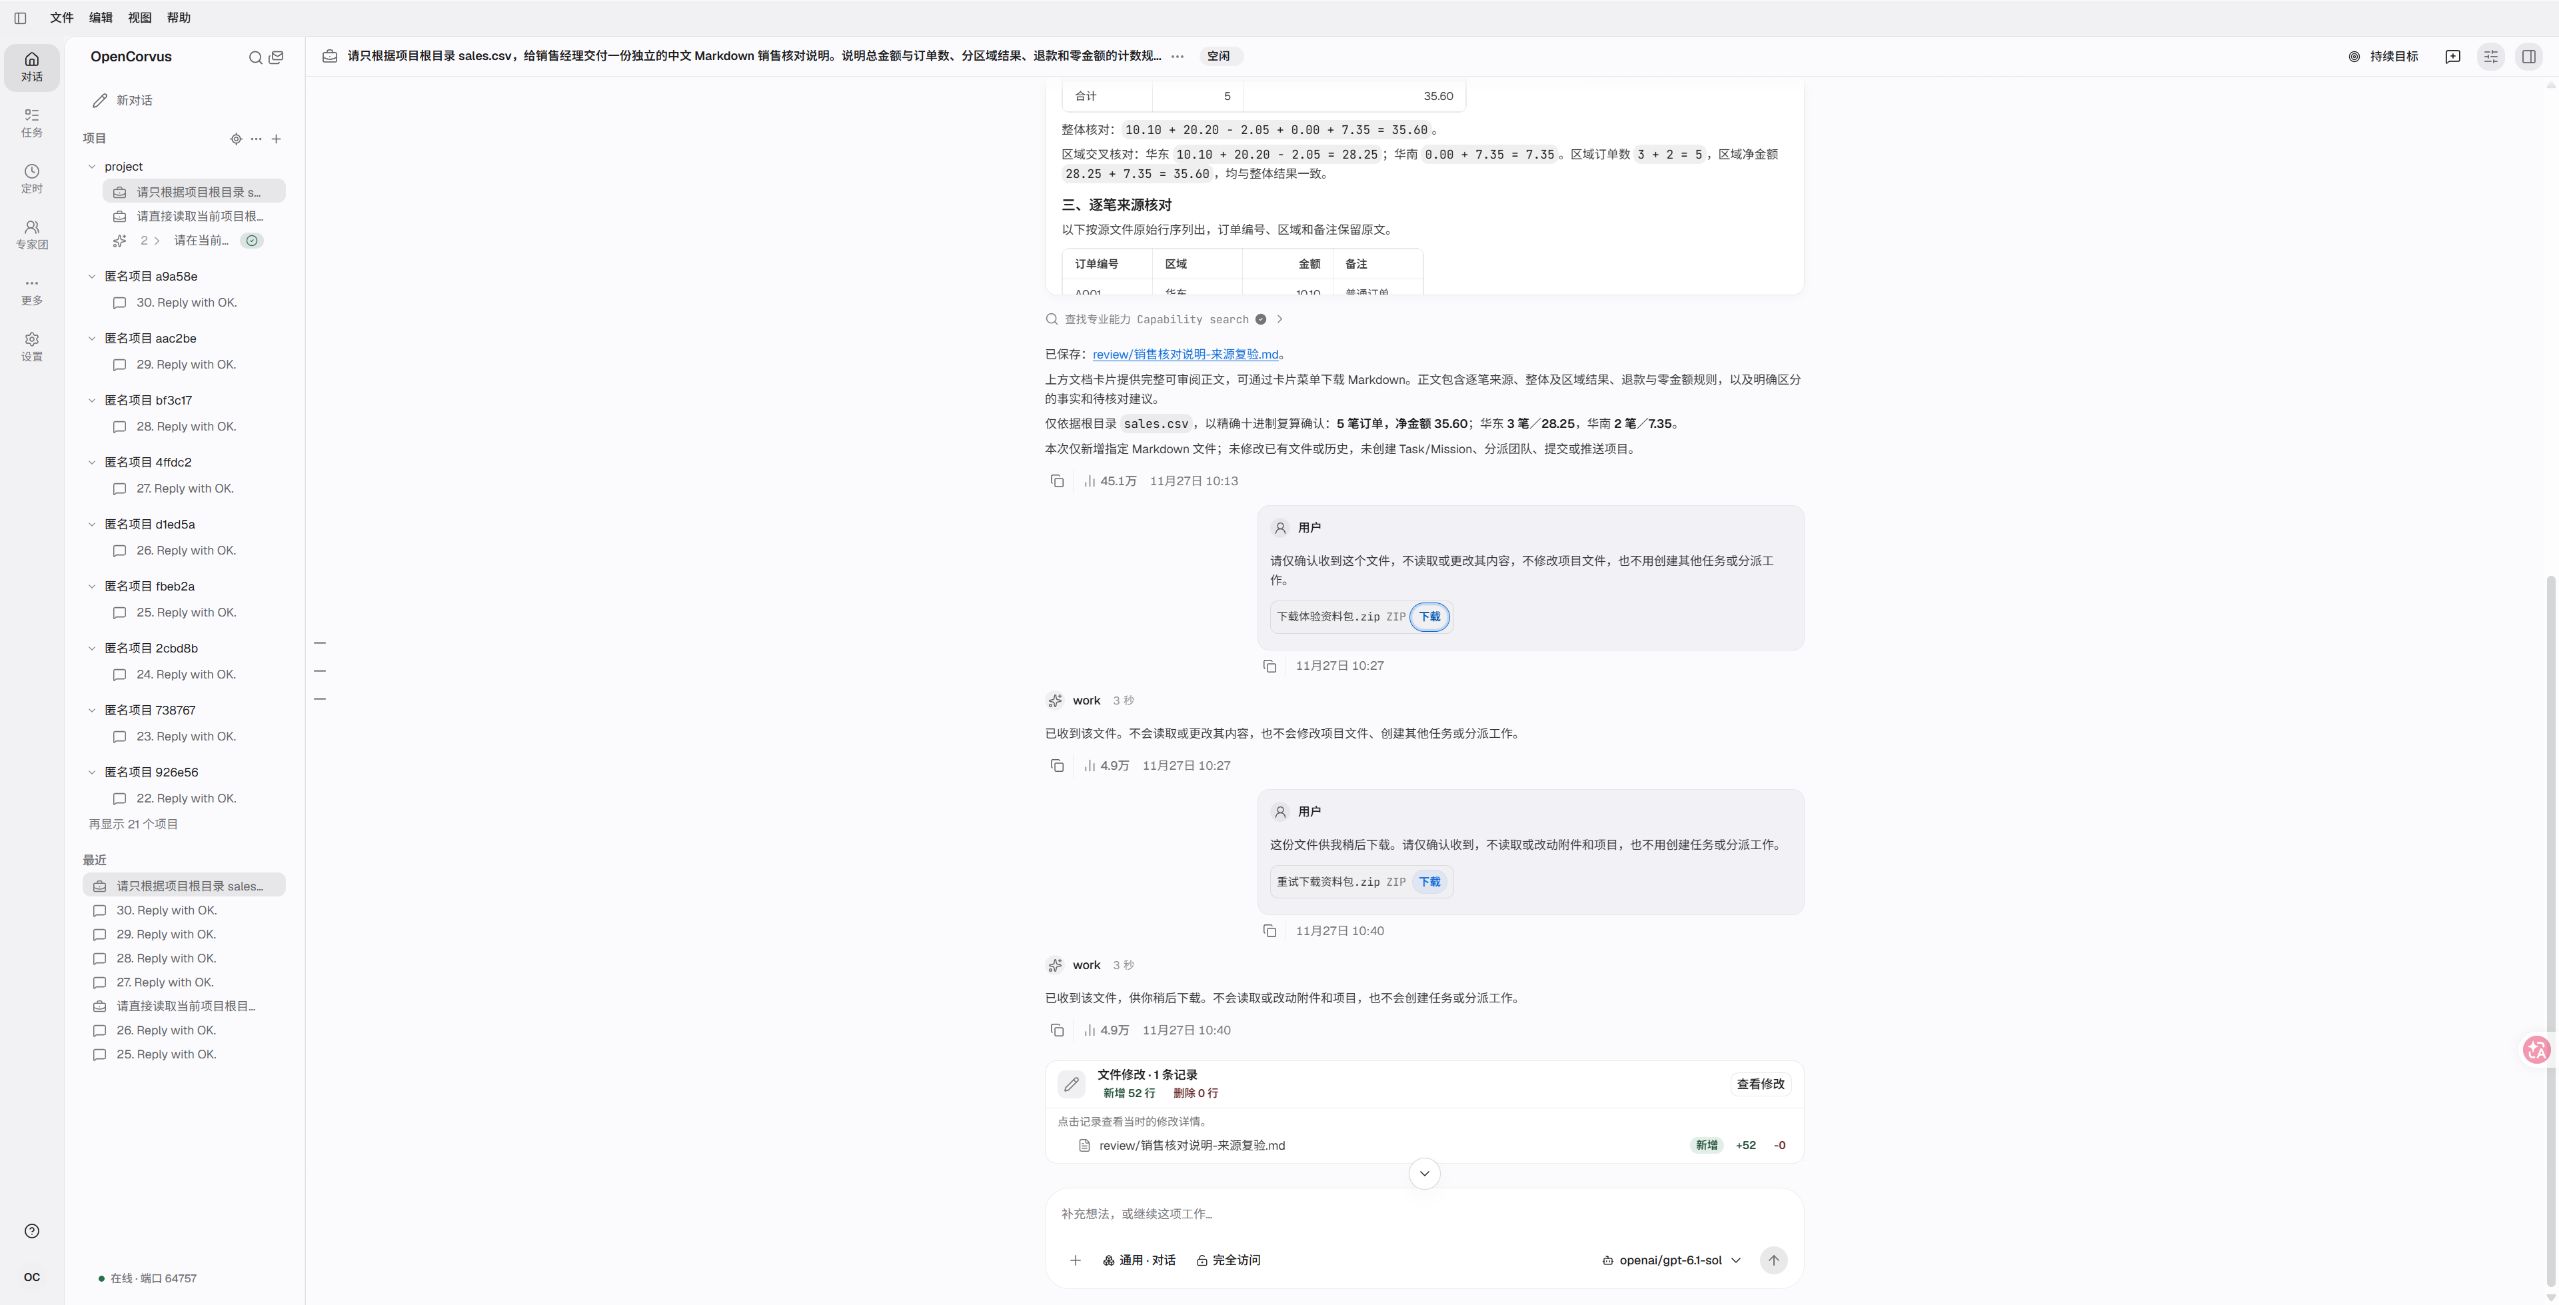 文件 编辑 视图 帮助
对话
任务
定时
专家团
更多
设置
OC
OpenCorvus
新对话
项目
project
请只根据项目根目录 s...
请直接读取当前项目根...
2 请在当前...
匿名项目 a9a58e
30. Reply with OK.
匿名项目 aac2be
29. Reply with OK.
匿名项目 bf3c17
28. Reply with OK.
匿名项目 4ffdc2
27. Reply with OK.
匿名项目 d1ed5a
26. Reply with OK.
匿名项目 fbeb2a
25. Reply with OK.
匿名项目 2cbd8b
24. Reply with OK.
匿名项目 738767
23. Reply with OK.
匿名项目 926e56
22. Reply with OK.
再显示 21 个项目
最近
请只根据项目根目录 sales...
30. Reply with OK.
29. Reply with OK.
28. Reply with OK.
27. Reply with OK.
请直接读取当前项目根目...
26. Reply with OK.
25. Reply with OK.
在线 · 端口 64757
请只根据项目根目录 sales.csv，给销售经理交付一份独立的中文 Markdown 销售核对说明。说明总金额与订单数、分区域结果、退款和零金额的计数规... 空闲 持续目标
合计 5 35.60
整体核对：10.10 + 20.20 - 2.05 + 0.00 + 7.35 = 35.60。
区域交叉核对：华东 10.10 + 20.20 - 2.05 = 28.25；华南 0.00 + 7.35 = 7.35。区域订单数 3 + 2 = 5，区域净金额
28.25 + 7.35 = 35.60，均与整体结果一致。
三、逐笔来源核对
以下按源文件原始行序列出，订单编号、区域和备注保留原文。
订单编号 区域 金额 备注
A001 华东 10.10 普通订单
查找专业能力 Capability search
已保存：review/销售核对说明-来源复验.md。
上方文档卡片提供完整可审阅正文，可通过卡片菜单下载 Markdown。正文包含逐笔来源、整体及区域结果、退款与零金额规则，以及明确区分
的事实和待核对建议。
仅依据根目录 sales.csv，以精确十进制复算确认：5 笔订单，净金额 35.60；华东 3 笔／28.25，华南 2 笔／7.35。
本次仅新增指定 Markdown 文件；未修改已有文件或历史，未创建 Task/Mission、分派团队、提交或推送项目。
45.1万 11月27日 10:13
用户
请仅确认收到这个文件，不读取或更改其内容，不修改项目文件，也不用创建其他任务或分派工
作。
下载体验资料包.zip ZIP 下载
11月27日 10:27
work 3 秒
已收到该文件。不会读取或更改其内容，也不会修改项目文件、创建其他任务或分派工作。
4.9万 11月27日 10:27
用户
这份文件供我稍后下载。请仅确认收到，不读取或改动附件和项目，也不用创建任务或分派工作。
重试下载资料包.zip ZIP 下载
11月27日 10:40
work 3 秒
已收到该文件，供你稍后下载。不会读取或改动附件和项目，也不会创建任务或分派工作。
4.9万 11月27日 10:40
文件修改 · 1 条记录
新增 52 行 删除 0 行
查看修改
点击记录查看当时的修改详情。
review/销售核对说明-来源复验.md 新增 +52 -0
补充想法，或继续这项工作...
通用 · 对话 完全访问 openai/gpt-6.1-sol